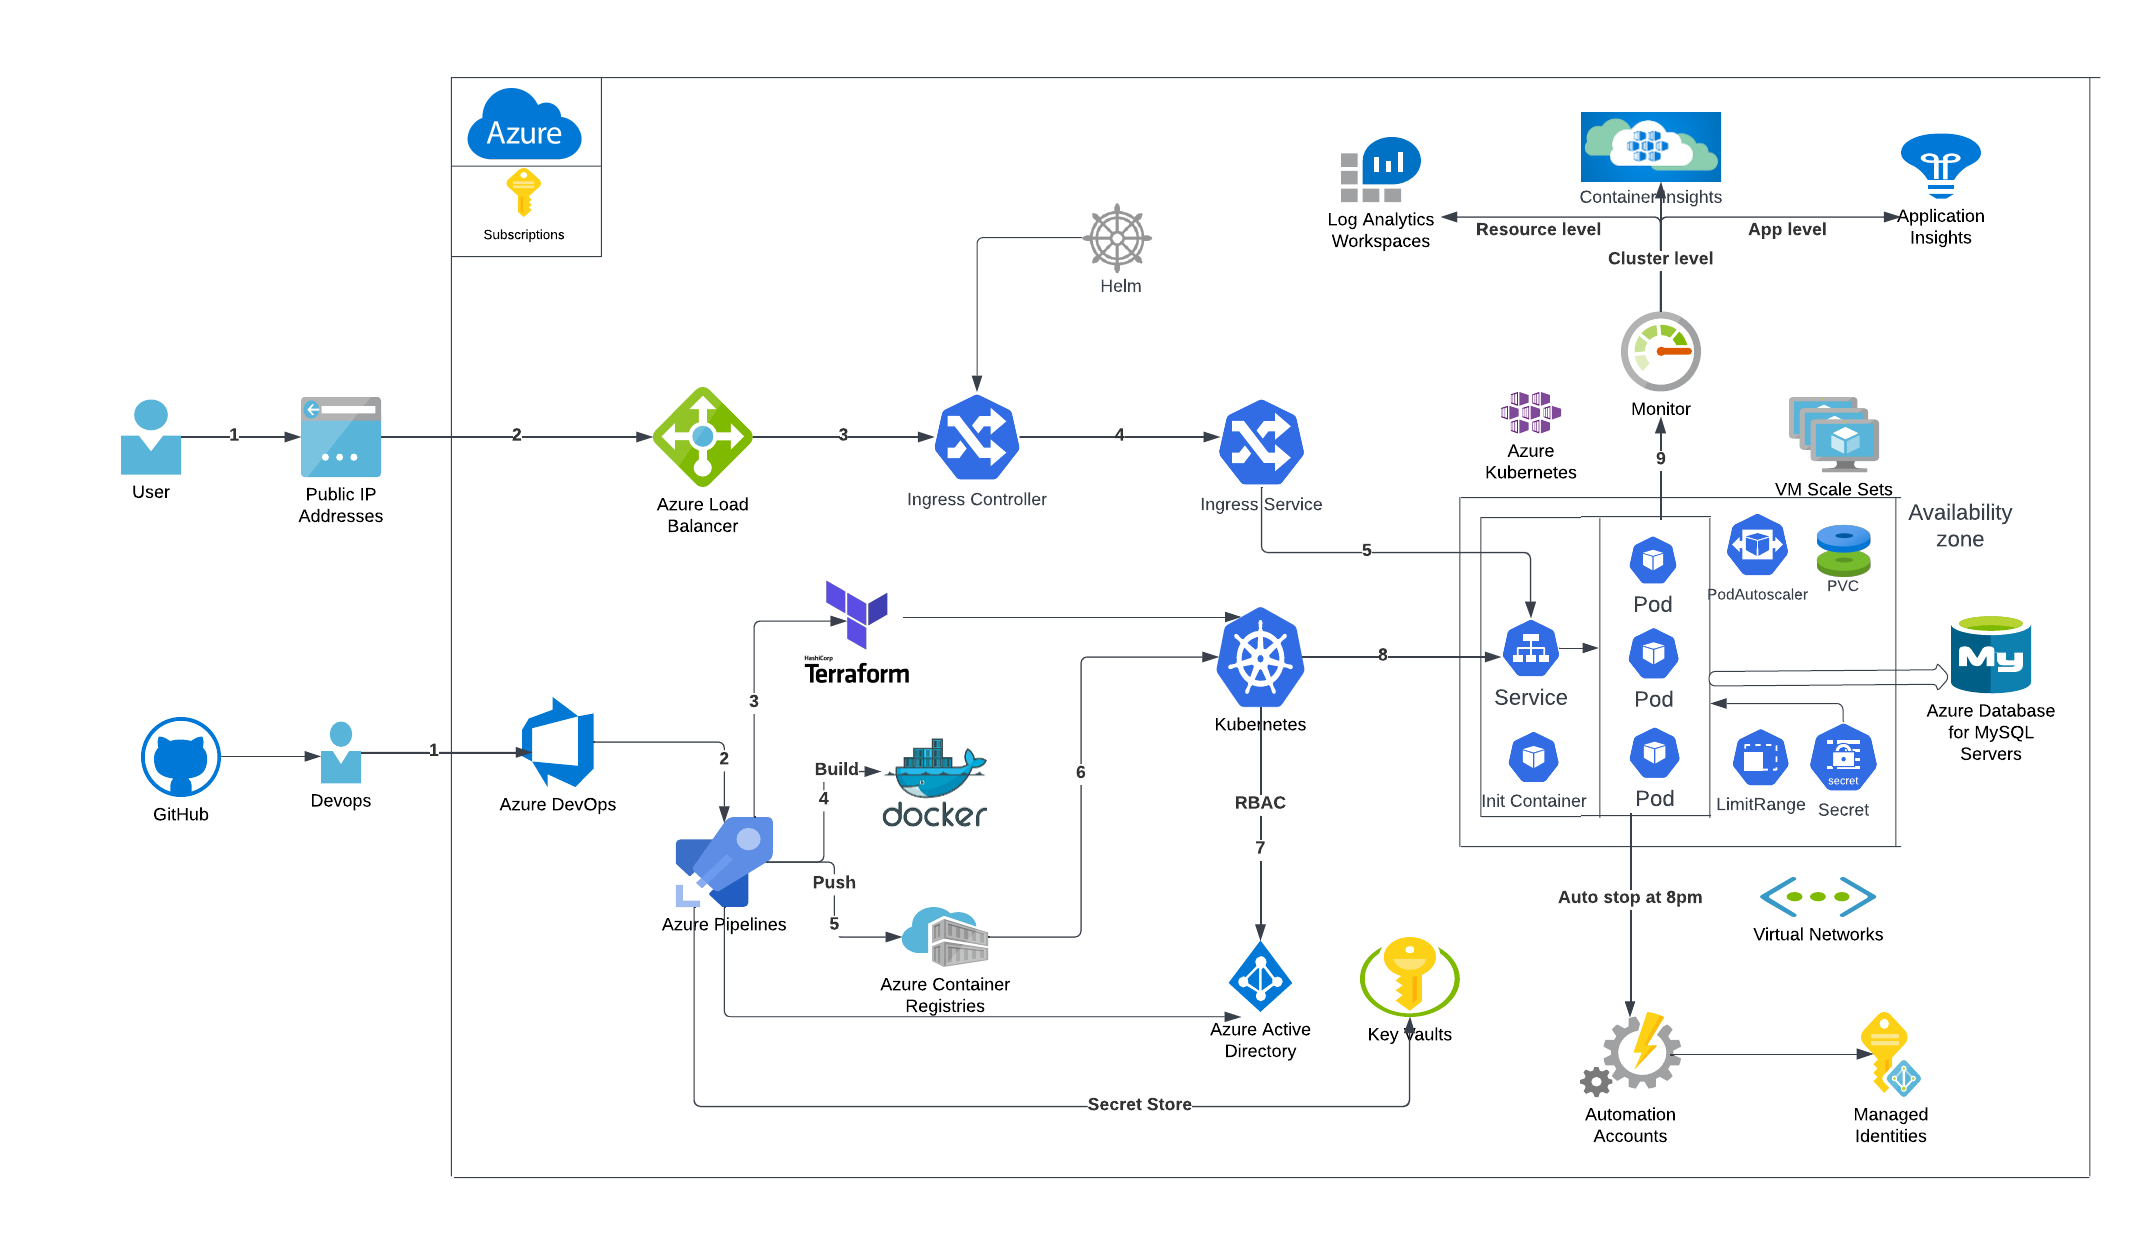 Azure
Subscriptions
Log Analytics
Workspaces
Container Insights
Application
Insights
Resource level
App level
Cluster level
Helm
Monitor
9
Azure
Kubernetes
VM Scale Sets
Availability
zone
1
2
3
4
User
Public IP
Addresses
Azure Load
Balancer
Ingress Controller
Ingress Service
5
Pod
PodAutoscaler
PVC
HashiCorp
Terraform
3
Kubernetes
8
Service
Pod
My
Azure Database
for MySQL
Servers
GitHub
Devops
1
Azure DevOps
2
Build
4
docker
6
RBAC
7
Init Container
Pod
LimitRange
secret
Secret
Azure Pipelines
Push
5
Azure Container
Registries
Azure Active
Directory
Key Vaults
Secret Store
Auto stop at 8pm
Virtual Networks
Automation
Accounts
Managed
Identities